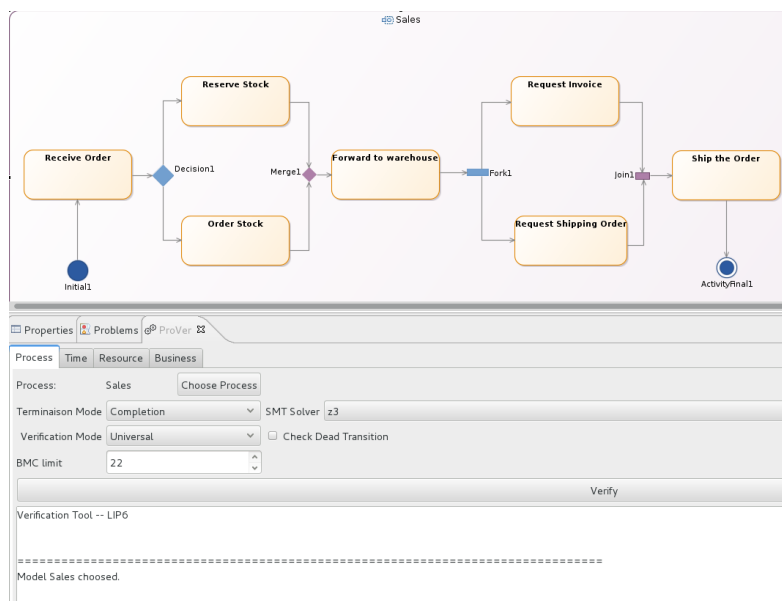 Sales
Reserve Stock
Request Invoice
Receive Order
Decision1
Merge1
Forward to warehouse
Fork1
Join1
Ship the Order
Order Stock
Request Shipping Order
Initial1
ActivityFinal1
Properties Problems ProVer
Process Time Resource Business
Process: Sales Choose Process
Terminaison Mode Completion SMT Solver z3
Verification Mode Universal Check Dead Transition
BMC limit 22
Verify
Verification Tool -- LIP6
================================================================================
Model Sales choosed.